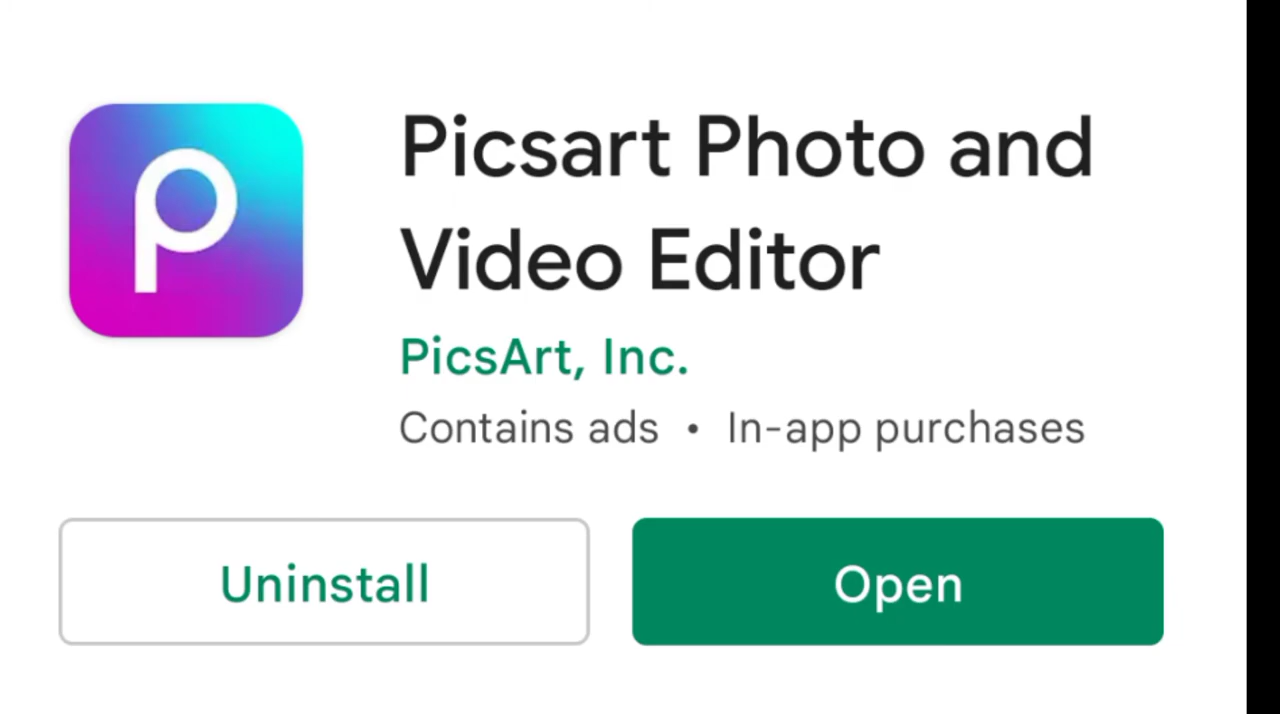 Picsart Photo and
Video Editor
PicsArt, Inc.
Contains ads • In-app purchases
Uninstall
Open